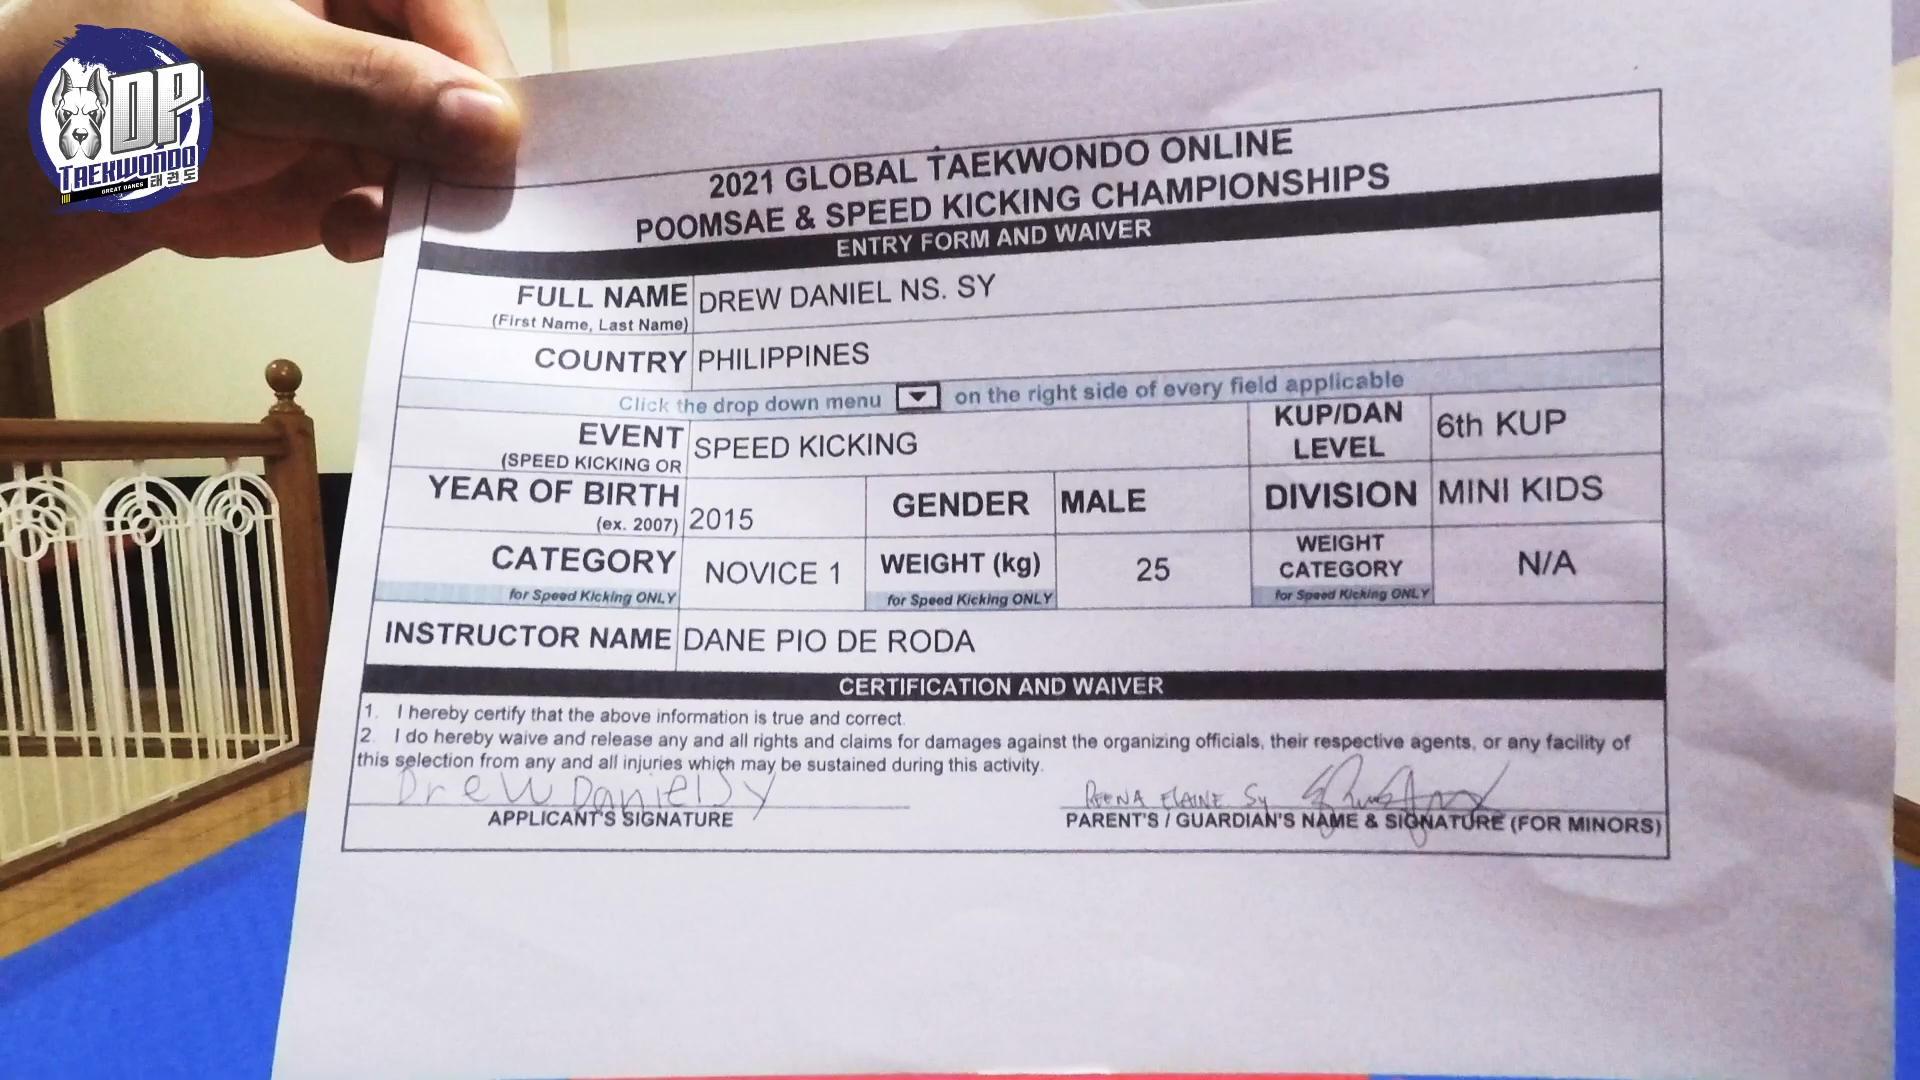 DP
TAEKWONDO
GREAT DANES 태권도
2021 GLOBAL TAEKWONDO ONLINE
POOMSAE & SPEED KICKING CHAMPIONSHIPS
ENTRY FORM AND WAIVER
FULL NAME DREW DANIEL NS. SY
(First Name, Last Name)
COUNTRY PHILIPPINES
Click the drop down menu on the right side of every field applicable
EVENT SPEED KICKING KUP/DAN LEVEL 6th KUP
(SPEED KICKING OR
YEAR OF BIRTH 2015 GENDER MALE DIVISION MINI KIDS
(ex. 2007)
CATEGORY NOVICE 1 WEIGHT (kg) 25 WEIGHT CATEGORY N/A
for Speed Kicking ONLY for Speed Kicking ONLY for Speed Kicking ONLY
INSTRUCTOR NAME DANE PIO DE RODA
CERTIFICATION AND WAIVER
1. I hereby certify that the above information is true and correct.
2. I do hereby waive and release any and all rights and claims for damages against the organizing officials, their respective agents, or any facility of
this selection from any and all injuries which may be sustained during this activity.
Drew Daniel Sy REENA ELAINE SY
APPLICANT'S SIGNATURE PARENT'S / GUARDIAN'S NAME & SIGNATURE (FOR MINORS)